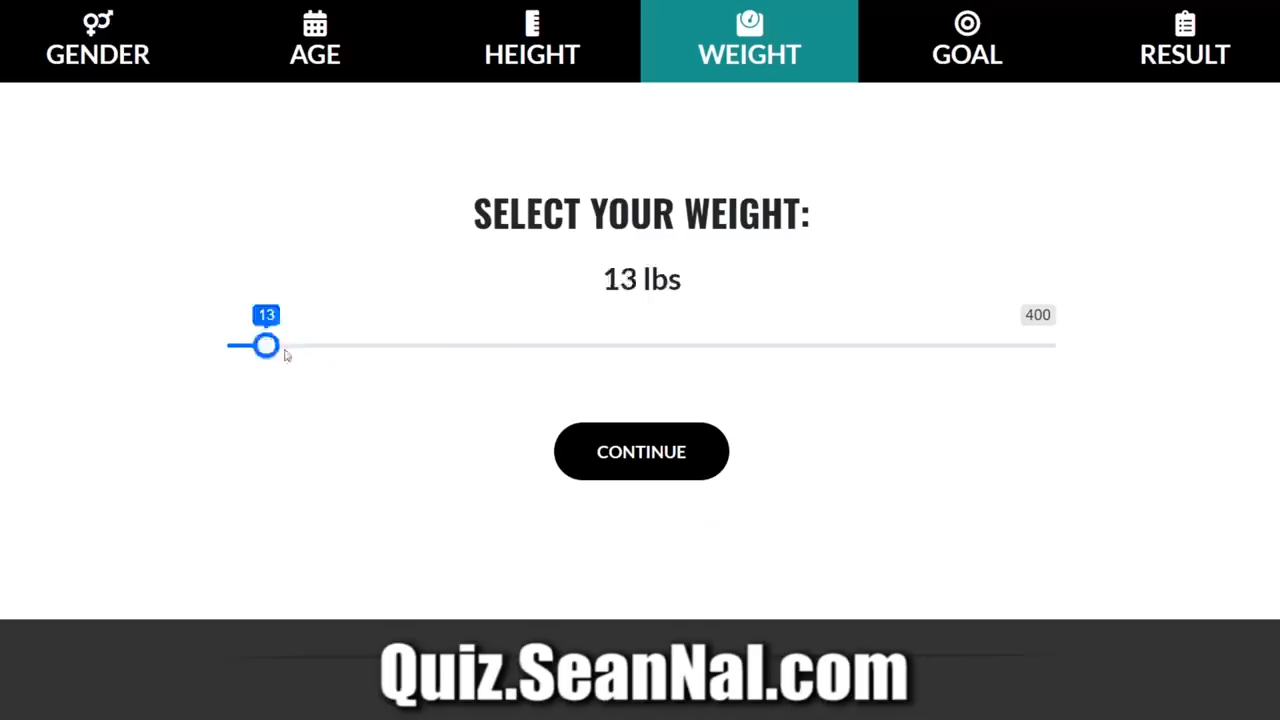 GENDER
AGE
HEIGHT
WEIGHT
GOAL
RESULT
SELECT YOUR WEIGHT:
13 lbs
13
400
CONTINUE
Quiz.SeanNal.com